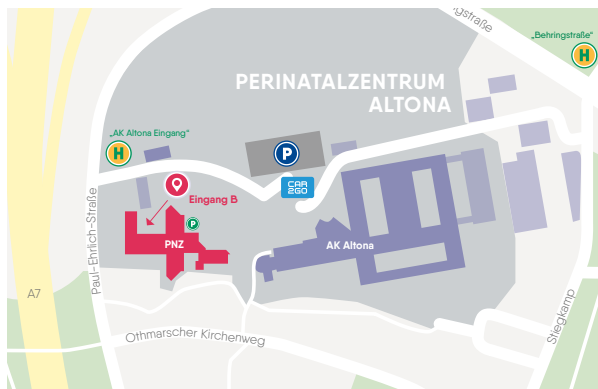 ngstraße
„Behringstraße“
H
PERINATALZENTRUM
ALTONA
„AK Altona Eingang“
H
P
CAR
2GO
Eingang B
P
PNZ
AK Altona
Paul-Ehrlich-Straße
A7
Othmarscher Kirchenweg
Stiegkamp